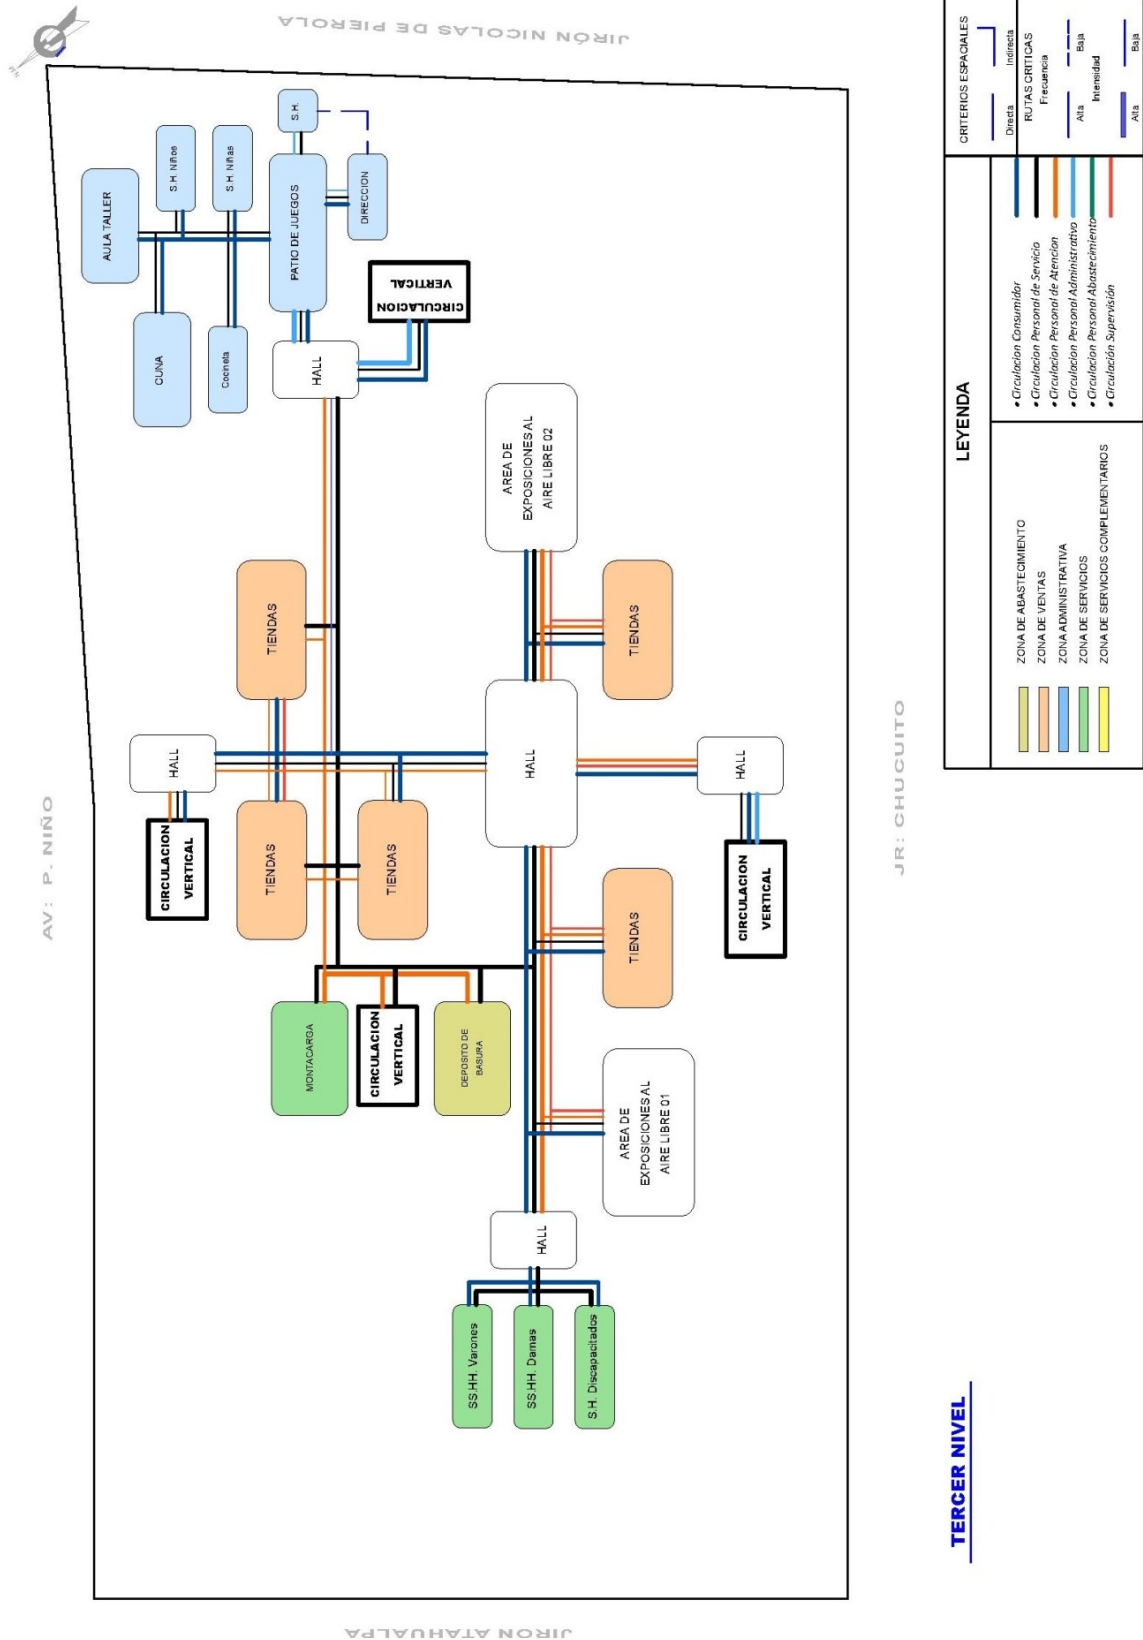 JIRÓN NICOLAS DE PIEROLA
AV: P. NIÑO
JR: CHUCUITO
JIRON ATAHUALPA
AULA TALLER
S.H. Niños
S.H. Niñas
CUNA
Cocineta
PATIO DE JUEGOS
S.H.
DIRECCION
HALL
CIRCULACION
VERTICAL
AREA DE
EXPOSICIONES AL
AIRE LIBRE 02
TIENDAS
TIENDAS
HALL
CIRCULACION
VERTICAL
TIENDAS
TIENDAS
HALL
HALL
CIRCULACION
VERTICAL
TIENDAS
MONTACARGA
CIRCULACION
VERTICAL
DEPOSITO DE
BASURA
AREA DE
EXPOSICIONES AL
AIRE LIBRE 01
HALL
SS.HH. Varones
SS.HH. Damas
S.H. Discapacitados
TERCER NIVEL
LEYENDA
ZONA DE ABASTECIMIENTO
ZONA DE VENTAS
ZONA ADMINISTRATIVA
ZONA DE SERVICIOS
ZONA DE SERVICIOS COMPLEMENTARIOS
• Circulacion Consumidor
• Circulacion Personal de Servicio
• Circulacion Personal de Atencion
• Circulacion Personal Administrativo
• Circulacion Personal Abastecimiento
• Circulación Supervisión
CRITERIOS ESPACIALES
Directa Indirecta
RUTAS CRITICAS
Frecuencia
Alta Baja
Intensidad
Alta Baja